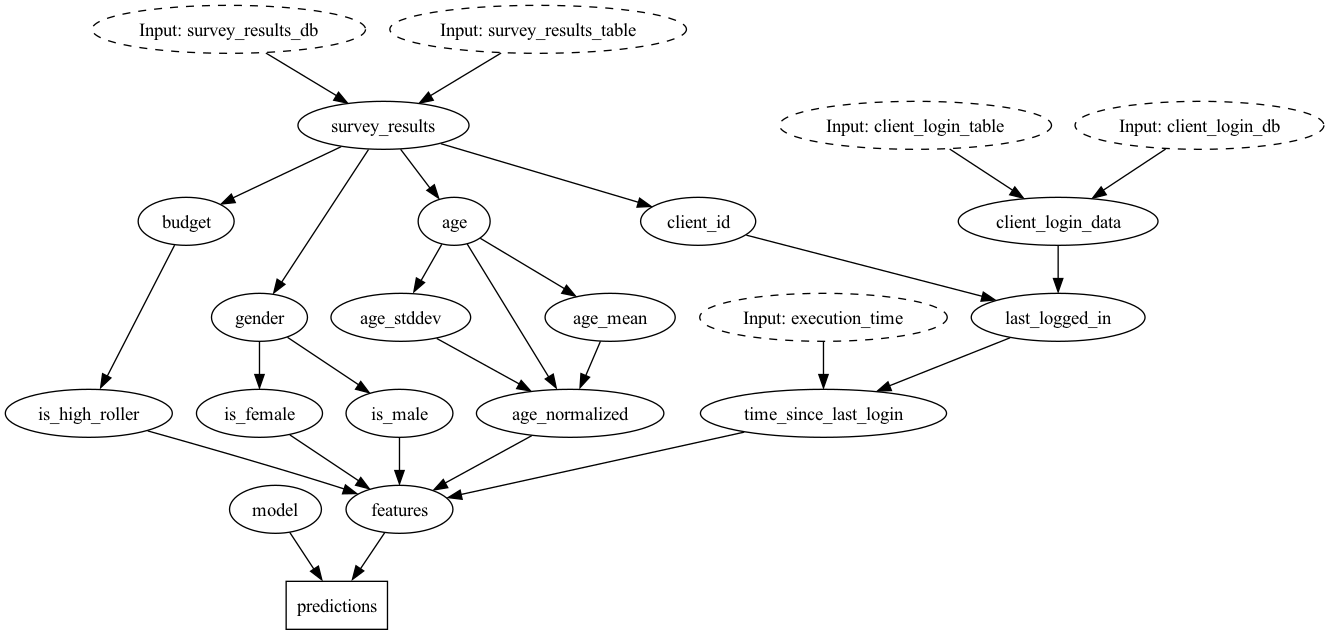 Input: survey_results_db
Input: survey_results_table
survey_results
Input: client_login_table
Input: client_login_db
budget
age
client_id
client_login_data
gender
age_stddev
age_mean
Input: execution_time
last_logged_in
is_high_roller
is_female
is_male
age_normalized
time_since_last_login
model
features
predictions